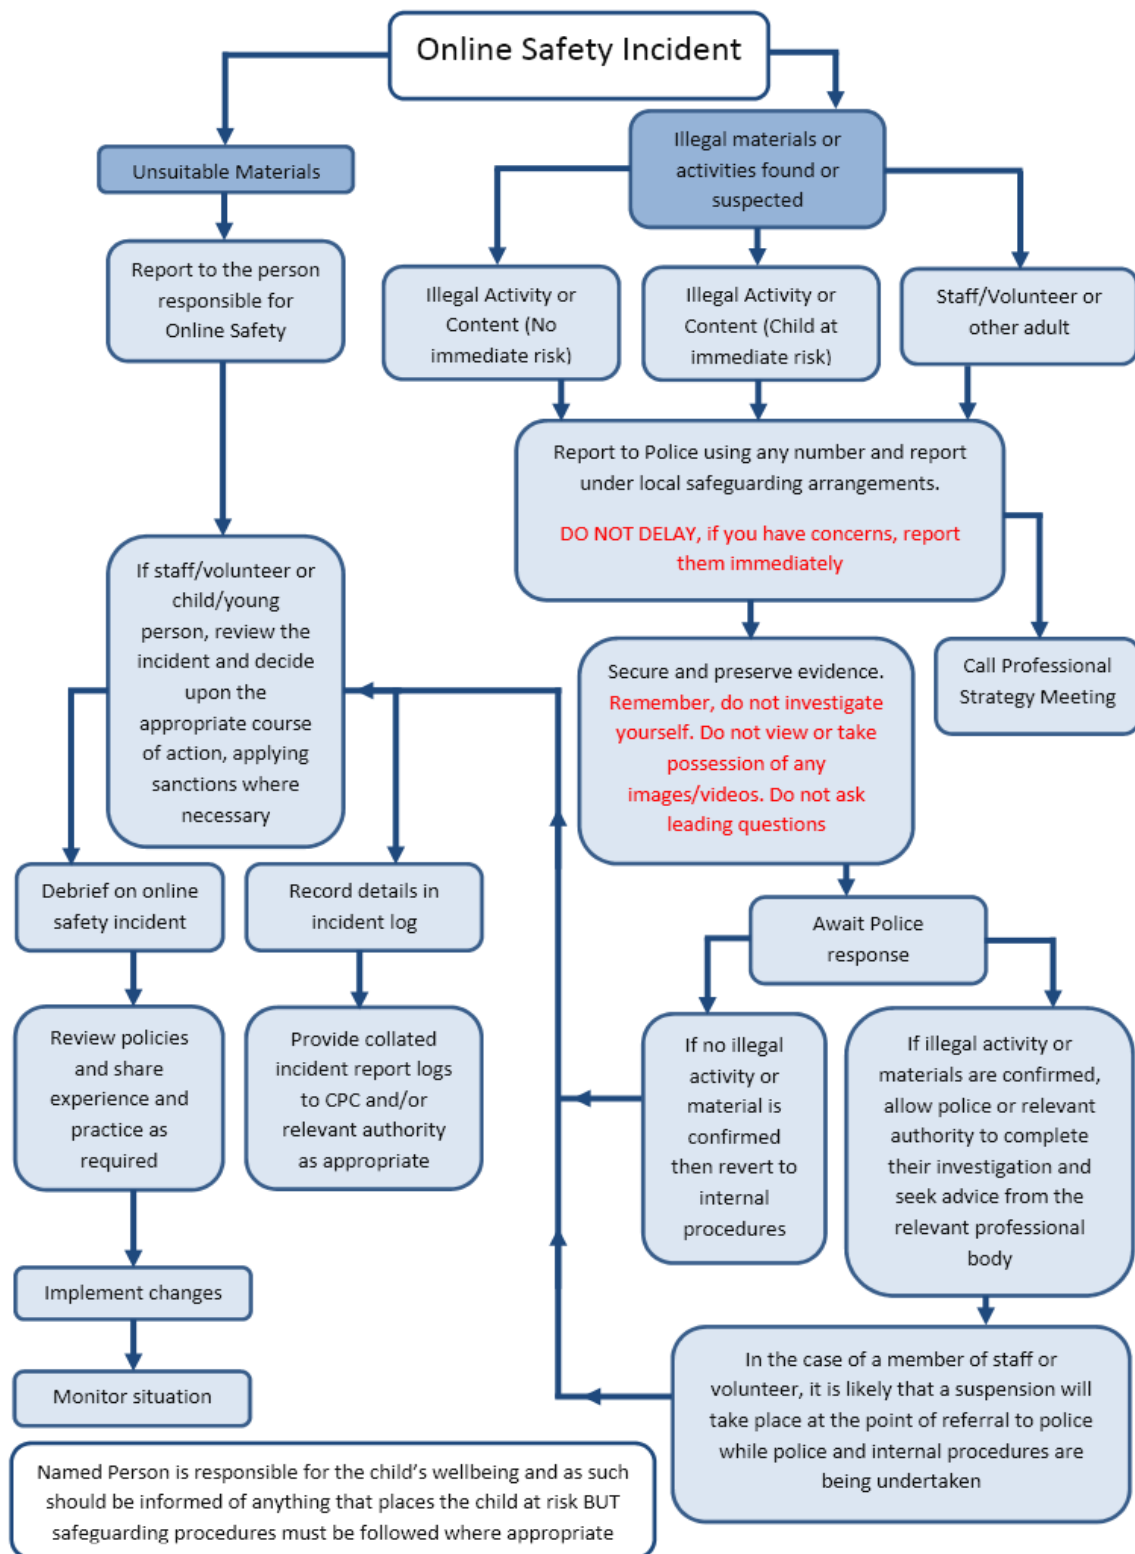 Online Safety Incident
Unsuitable Materials
Illegal materials or
activities found or
suspected
Report to the person
responsible for
Online Safety
Illegal Activity or
Content (No
immediate risk)
Illegal Activity or
Content (Child at
immediate risk)
Staff/Volunteer or
other adult
Report to Police using any number and report
under local safeguarding arrangements.
DO NOT DELAY, if you have concerns, report
them immediately
If staff/volunteer or
child/young
person, review the
incident and decide
upon the
appropriate course
of action, applying
sanctions where
necessary
Secure and preserve evidence.
Remember, do not investigate
yourself. Do not view or take
possession of any
images/videos. Do not ask
leading questions
Call Professional
Strategy Meeting
Debrief on online
safety incident
Record details in
incident log
Await Police
response
Review policies
and share
experience and
practice as
required
Provide collated
incident report logs
to CPC and/or
relevant authority
as appropriate
If no illegal
activity or
material is
confirmed
then revert to
internal
procedures
If illegal activity or
materials are confirmed,
allow police or relevant
authority to complete
their investigation and
seek advice from the
relevant professional
body
Implement changes
Monitor situation
In the case of a member of staff or
volunteer, it is likely that a suspension will
take place at the point of referral to police
while police and internal procedures are
being undertaken
Named Person is responsible for the child’s wellbeing and as such
should be informed of anything that places the child at risk BUT
safeguarding procedures must be followed where appropriate